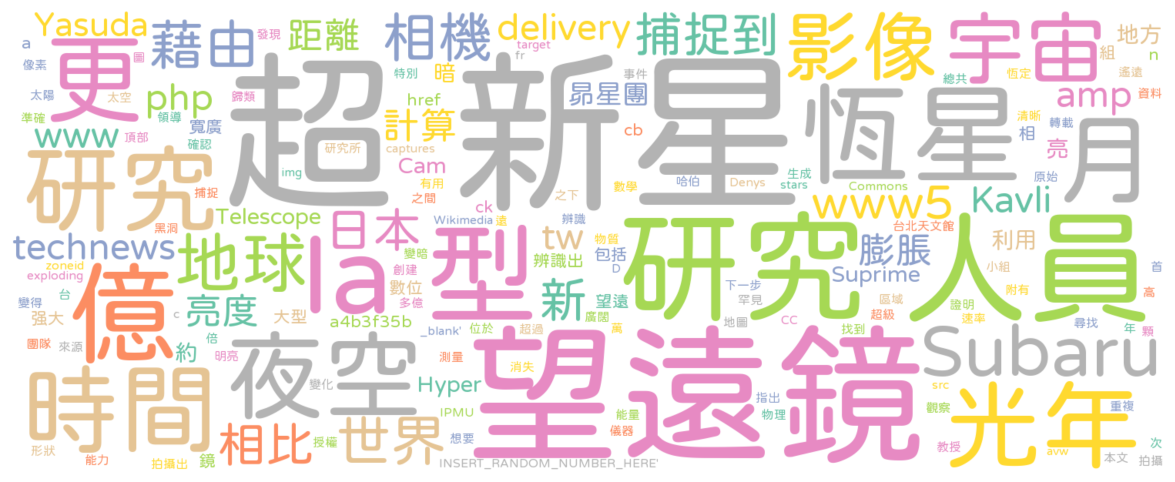 Yasuda 藉由 距離 相機 delivery 捕捉到 影像 宇宙 地方
a 更 圖 發現 target fr 特別 暗 事件 總共 恆定 組 遙遠 n
像素 太陽 太空 歸類 超 新星 昴星團 恆星 amp 資料
準確 php 領導 href 計算 cb 清晰 相 轉載 月
www 寬廣 確認 頂部 研究所 captures Cam 哈伯 Denys 生成 亮 原始
研究 捕捉 img 有用 之間 數學 之下 stars Commons www5 Kavli
黑洞 Telescope 日本 ck Wikimedia 遠 辨識 台北天文館
technews 地球 Ia 型 tw 物質 包括 研究 人員 膨脹 利用
zoneid exploding 變暗 創建 辨識出 D Suprime 小組 首
億 台 變得 c 亮度 數位 多億 新 望遠 下一步 罕見 區域 附有 高
强大 倍 大型 a4b3f35b 位於 超過 廣闊 萬 地圖 CC 超級 證明 速率 年 顆
團隊 來源 約 明亮 _blank' 找到 尋找
時間 夜空 測量 消失 望遠鏡 Subaru
變化 Hyper src 光年
形狀 相比 授權 世界 IPMU 能量 指出 物理 觀察 重複
能力 拍攝出 鏡 想要 儀器 教授 avw 本文 次 拍攝
INSERT_RANDOM_NUMBER_HERE'